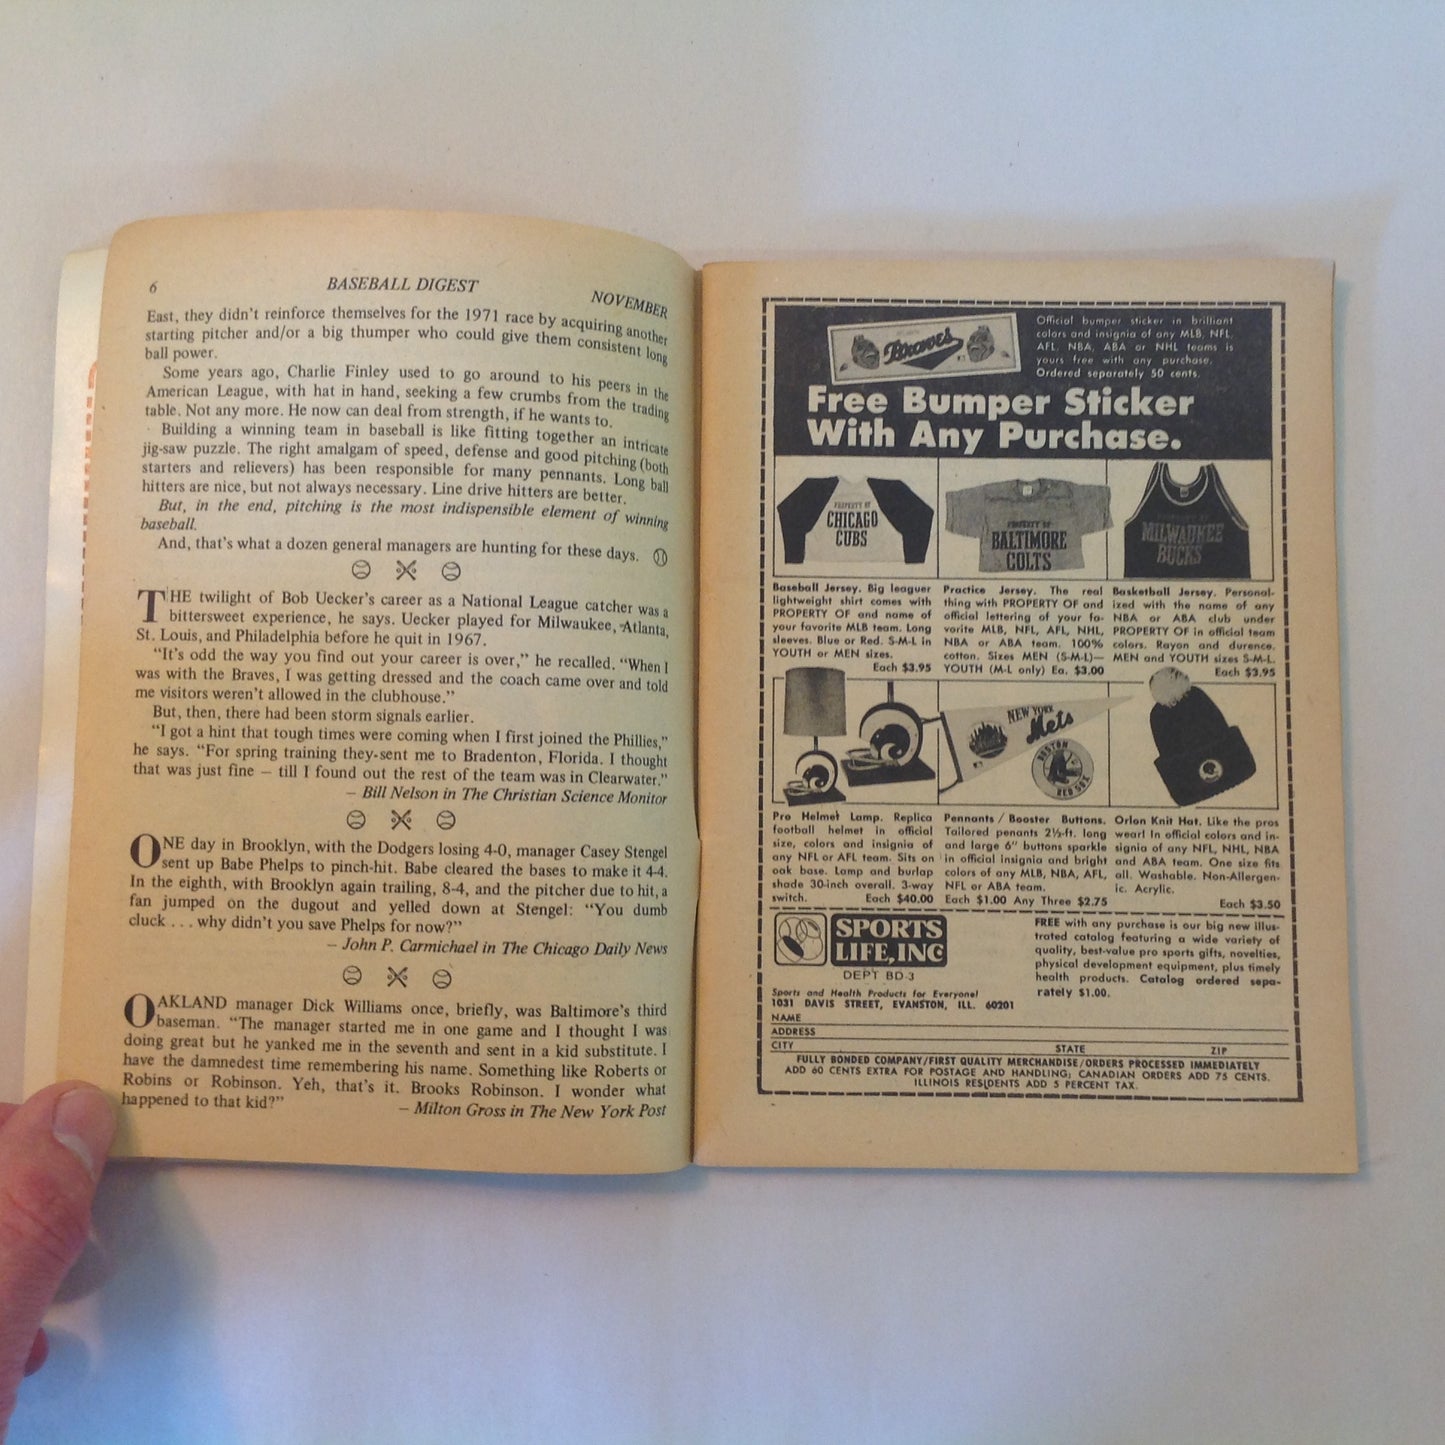 6
BASEBALL DIGEST
NOVEMBER
East, they didn't reinforce themselves for the 1971 race by acquiring another
starting pitcher and/or a big thumper who could give them consistent long
ball power.
Some years ago, Charlie Finley used to go around to his peers in the
American League, with hat in hand, seeking a few crumbs from the trading
table. Not any more. He now can deal from strength, if he wants to.
Building a winning team in baseball is like fitting together an intricate
jig-saw puzzle. The right amalgam of speed, defense and good pitching (both
starters and relievers) has been responsible for many pennants. Long ball
hitters are nice, but not always necessary. Line drive hitters are better.
But, in the end, pitching is the most indispensible element of winning
baseball.
And, that's what a dozen general managers are hunting for these days.
THE twilight of Bob Uecker's career as a National League catcher was a
bittersweet experience, he says. Uecker played for Milwaukee, Atlanta,
St. Louis, and Philadelphia before he quit in 1967.
"It's odd the way you find out your career is over," he recalled. "When I
was with the Braves, I was getting dressed and the coach came over and told
me visitors weren't allowed in the clubhouse."
But, then, there had been storm signals earlier.
"I got a hint that tough times were coming when I first joined the Phillies,"
he says. "For spring training they sent me to Bradenton, Florida. I thought
that was just fine – till I found out the rest of the team was in Clearwater."
– Bill Nelson in The Christian Science Monitor
ONE day in Brooklyn, with the Dodgers losing 4-0, manager Casey Stengel
sent up Babe Phelps to pinch-hit. Babe cleared the bases to make it 4-4.
In the eighth, with Brooklyn again trailing, 8-4, and the pitcher due to hit, a
fan jumped on the dugout and yelled down at Stengel: "You dumb
cluck . . . why didn't you save Phelps for now?"
– John P. Carmichael in The Chicago Daily News
OAKLAND manager Dick Williams once, briefly, was Baltimore's third
baseman. "The manager started me in one game and I thought I was
doing great but he yanked me in the seventh and sent in a kid substitute. I
have the damnedest time remembering his name. Something like Roberts or
Robins or Robinson. Yeh, that's it. Brooks Robinson. I wonder what
happened to that kid?"
– Milton Gross in The New York Post
Braves
Official bumper sticker in brilliant
colors and insignia of any MLB, NFL,
AFL, NBA, ABA or NHL teams is
yours free with any purchase.
Ordered separately 50 cents.
Free Bumper Sticker
With Any Purchase.
PROPERTY OF
CHICAGO
CUBS
PROPERTY OF
BALTIMORE
COLTS
PROPERTY OF
MILWAUKEE
BUCKS
Baseball Jersey. Big leaguer
lightweight shirt comes with
PROPERTY OF and name of
your favorite MLB team. Long
sleeves. Blue or Red. S-M-L in
YOUTH or MEN sizes.
Each $3.95
Practice Jersey. The real
thing with PROPERTY OF and
official lettering of your fa-
vorite MLB, NFL, AFL, NHL,
NBA or ABA team. 100%
cotton. Sizes MEN (S-M-L)—
YOUTH (M-L only) Ea. $3.00
Basketball Jersey. Personal-
ized with the name of any
NBA or ABA club under
PROPERTY OF in official team
colors. Rayon and durence.
MEN and YOUTH sizes S-M-L.
Each $3.95
NEW YORK
Mets
BOSTON
RED SOX
Pro Helmet Lamp. Replica
football helmet in official
size, colors and insignia of
any NFL or AFL team. Sits on
oak base. Lamp and burlap
shade 30-inch overall. 3-way
switch. Each $40.00
Pennants / Booster Buttons.
Tailored penants 2½-ft. long
and large 6" buttons sparkle
in official insignia and bright
colors of any MLB, NBA, AFL,
NFL or ABA team.
Each $1.00 Any Three $2.75
Orlon Knit Hat. Like the pros
wear! In official colors and in-
signia of any NFL, NHL, NBA
and ABA team. One size fits
all. Washable. Non-Allergen-
ic. Acrylic.
Each $3.50
SPORTS
LIFE, INC
DEPT BD-3
Sports and Health Products for Everyone!
1031 DAVIS STREET, EVANSTON, ILL. 60201
FREE with any purchase is our big new illus-
trated catalog featuring a wide variety of
quality, best-value pro sports gifts, novelties,
physical development equipment, plus timely
health products. Catalog ordered sepa-
rately $1.00.
NAME
ADDRESS
CITY STATE ZIP
FULLY BONDED COMPANY/FIRST QUALITY MERCHANDISE/ORDERS PROCESSED IMMEDIATELY
ADD 60 CENTS EXTRA FOR POSTAGE AND HANDLING; CANADIAN ORDERS ADD 75 CENTS.
ILLINOIS RESIDENTS ADD 5 PERCENT TAX.